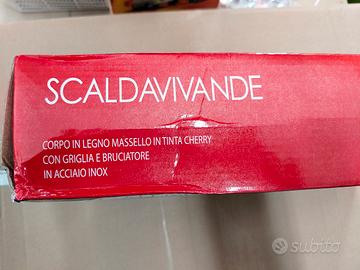 SCALDAVIVANDE
CORPO IN LEGNO MASSELLO IN TINTA CHERRY
CON GRIGLIA E BRUCIATORE
IN ACCIAIO INOX
subito